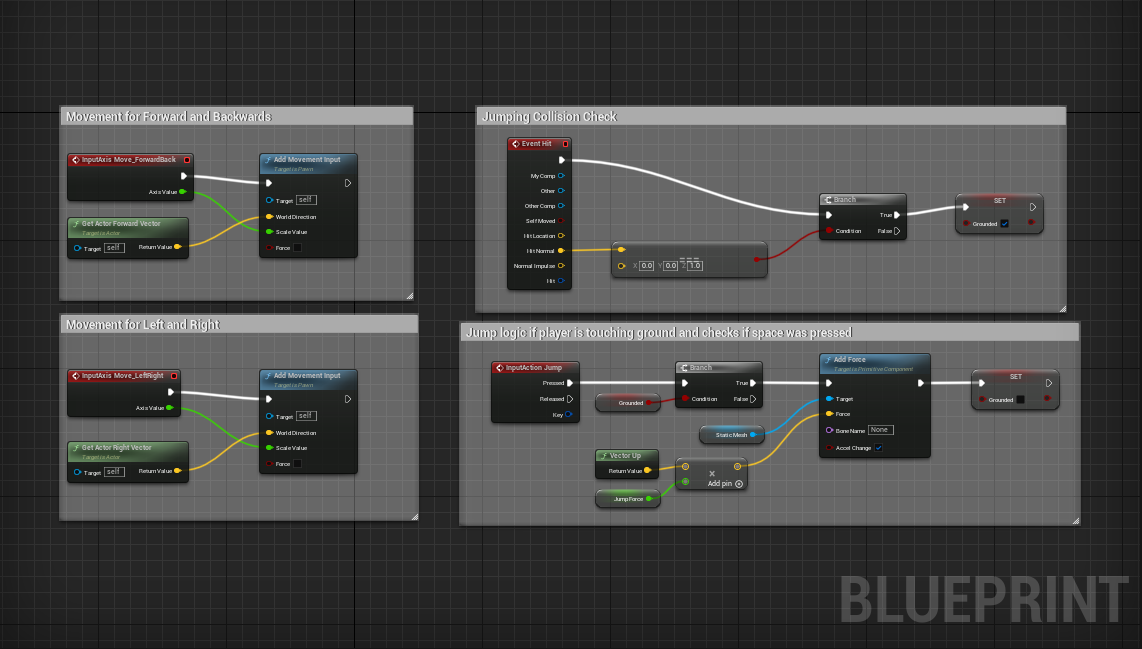 Movement for Forward and Backwards
InputAxis Move_ForwardBack
Axis Value
Get Actor Forward Vector
Target is Actor
Target self
Return Value
Add Movement Input
Target is Pawn
Target self
World Direction
Scale Value
Force
Movement for Left and Right
InputAxis Move_LeftRight
Axis Value
Get Actor Right Vector
Target is Actor
Target self
Return Value
Add Movement Input
Target is Pawn
Target self
World Direction
Scale Value
Force
Jumping Collision Check
Event Hit
My Comp
Other
Other Comp
Self Moved
Hit Location
Hit Normal
Normal Impulse
Hit
===
X 0.0 Y 0.0 Z 1.0
Branch
True
Condition
False
SET
Grounded
Jump logic if player is touching ground and checks if space was pressed
InputAction Jump
Pressed
Released
Key
Grounded
Branch
True
Condition
False
Static Mesh
Vector Up
Return Value
Jump Force
X
Add pin
Add Force
Target is Primitive Component
Target
Force
Bone Name None
Accel Change
SET
Grounded
BLUEPRINT